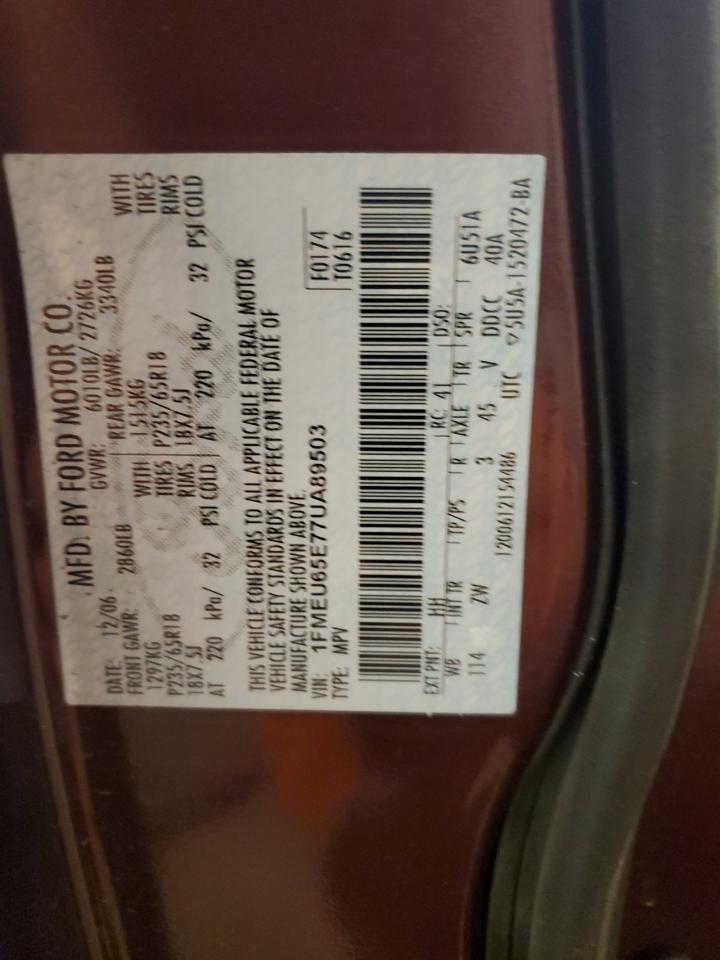 MFD. BY FORD MOTOR CO.
DATE: 12/06 GVWR: 6010LB/ 2726KG
FRONT GAWR: 2860LB REAR GAWR: 3340LB
1297KG WITH 1515KG WITH
P235/65R18 TIRES P235/65R18 TIRES
18X7.5J RIMS 18X7.5J RIMS
AT 220 kPa/ 32 PSI COLD AT 220 kPa/ 32 PSI COLD
THIS VEHICLE CONFORMS TO ALL APPLICABLE FEDERAL MOTOR
VEHICLE SAFETY STANDARDS IN EFFECT ON THE DATE OF
MANUFACTURE SHOWN ABOVE.
VIN: 1FMEU65E77UA89503 F0174
TYPE: MPV T0616
EXT PNT: HH RC: 41 DSO:
WB INT TR TP/PS R AXLE TR SPR 6U51A
114 ZW 3 45 V DDCC 40A
1200612154486 UTC ▽5U5A-1520472-BA